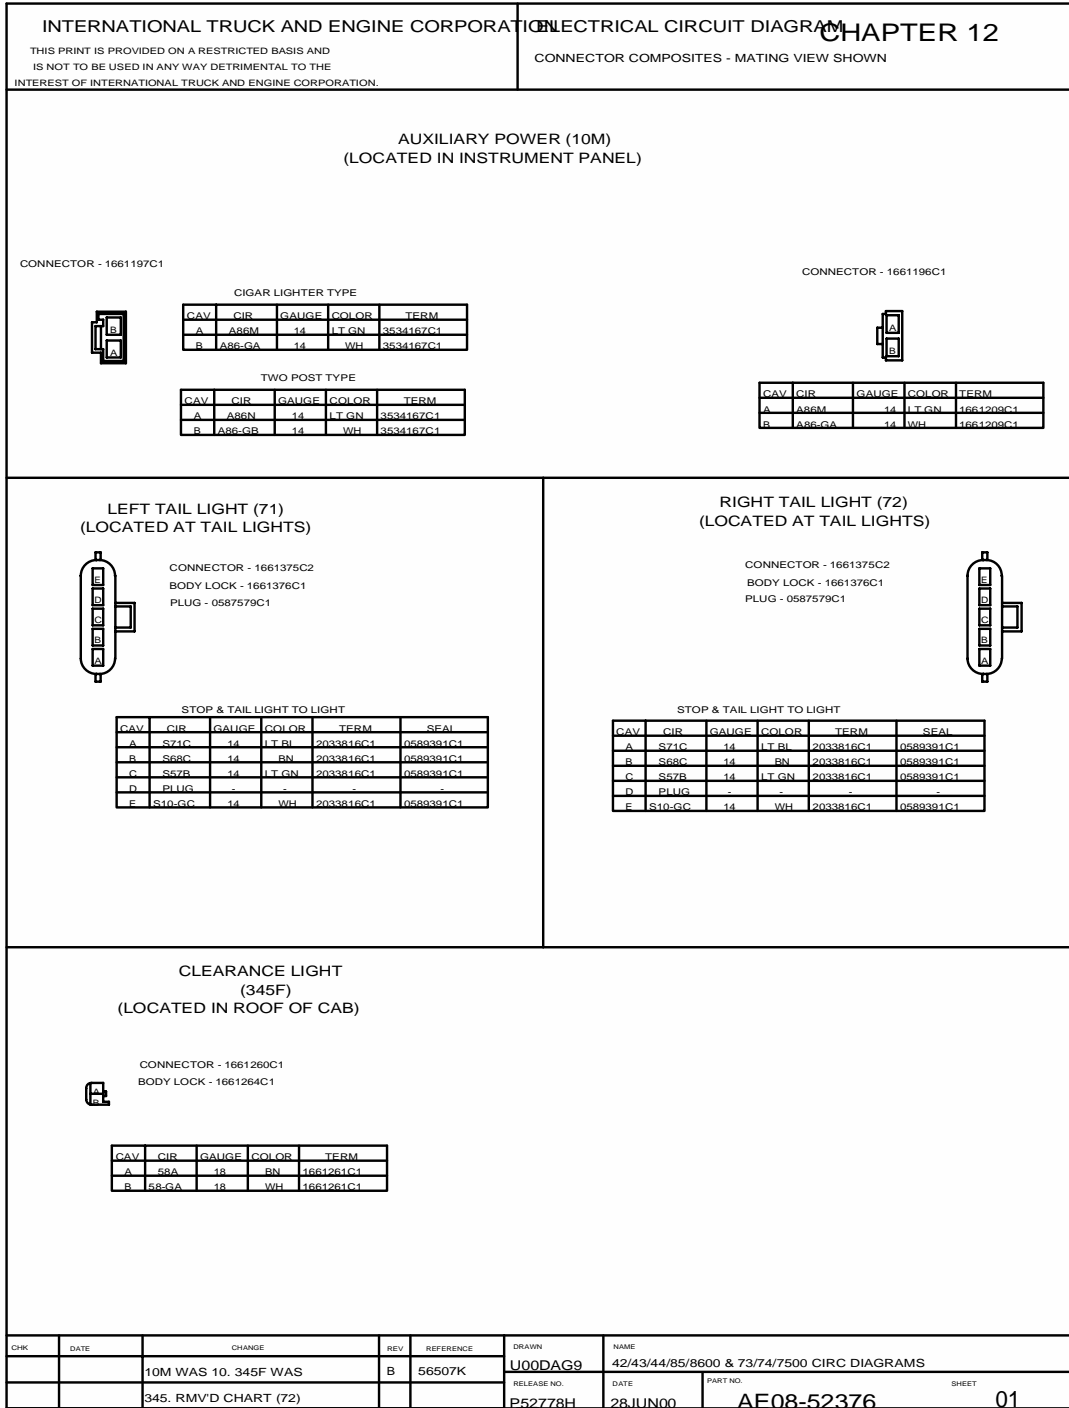 INTERNATIONAL TRUCK AND ENGINE CORPORATION
THIS PRINT IS PROVIDED ON A RESTRICTED BASIS AND
IS NOT TO BE USED IN ANY WAY DETRIMENTAL TO THE
INTEREST OF INTERNATIONAL TRUCK AND ENGINE CORPORATION.
ELECTRICAL CIRCUIT DIAGRAM
CHAPTER 12
CONNECTOR COMPOSITES - MATING VIEW SHOWN
AUXILIARY POWER (10M)
(LOCATED IN INSTRUMENT PANEL)
CONNECTOR - 1661197C1
B
A
CIGAR LIGHTER TYPE
CAV CIR GAUGE COLOR TERM
A A86M 14 LT GN 3534167C1
B A86-GA 14 WH 3534167C1
TWO POST TYPE
CAV CIR GAUGE COLOR TERM
A A86N 14 LT GN 3534167C1
B A86-GB 14 WH 3534167C1
CONNECTOR - 1661196C1
A
B
CAV CIR GAUGE COLOR TERM
A A86M 14 LT GN 1661209C1
B A86-GA 14 WH 1661209C1
LEFT TAIL LIGHT (71)
(LOCATED AT TAIL LIGHTS)
CONNECTOR - 1661375C2
BODY LOCK - 1661376C1
PLUG - 0587579C1
E
D
C
B
A
STOP & TAIL LIGHT TO LIGHT
CAV CIR GAUGE COLOR TERM SEAL
A S71C 14 LT BL 2033816C1 0589391C1
B S68C 14 BN 2033816C1 0589391C1
C S57B 14 LT GN 2033816C1 0589391C1
D PLUG - - - -
E S10-GC 14 WH 2033816C1 0589391C1
RIGHT TAIL LIGHT (72)
(LOCATED AT TAIL LIGHTS)
CONNECTOR - 1661375C2
BODY LOCK - 1661376C1
PLUG - 0587579C1
E
D
C
B
A
STOP & TAIL LIGHT TO LIGHT
CAV CIR GAUGE COLOR TERM SEAL
A S71C 14 LT BL 2033816C1 0589391C1
B S68C 14 BN 2033816C1 0589391C1
C S57B 14 LT GN 2033816C1 0589391C1
D PLUG - - - -
E S10-GC 14 WH 2033816C1 0589391C1
CLEARANCE LIGHT
(345F)
(LOCATED IN ROOF OF CAB)
CONNECTOR - 1661260C1
BODY LOCK - 1661264C1
A
B
CAV CIR GAUGE COLOR TERM
A 58A 18 BN 1661261C1
B 58-GA 18 WH 1661261C1
CHK DATE CHANGE REV REFERENCE
10M WAS 10. 345F WAS B 56507K
345. RMV'D CHART (72)
DRAWN
U00DAG9
NAME
42/43/44/85/8600 & 73/74/7500 CIRC DIAGRAMS
RELEASE NO.
P52778H
DATE
28JUN00
PART NO.
AE08-52376
SHEET
01